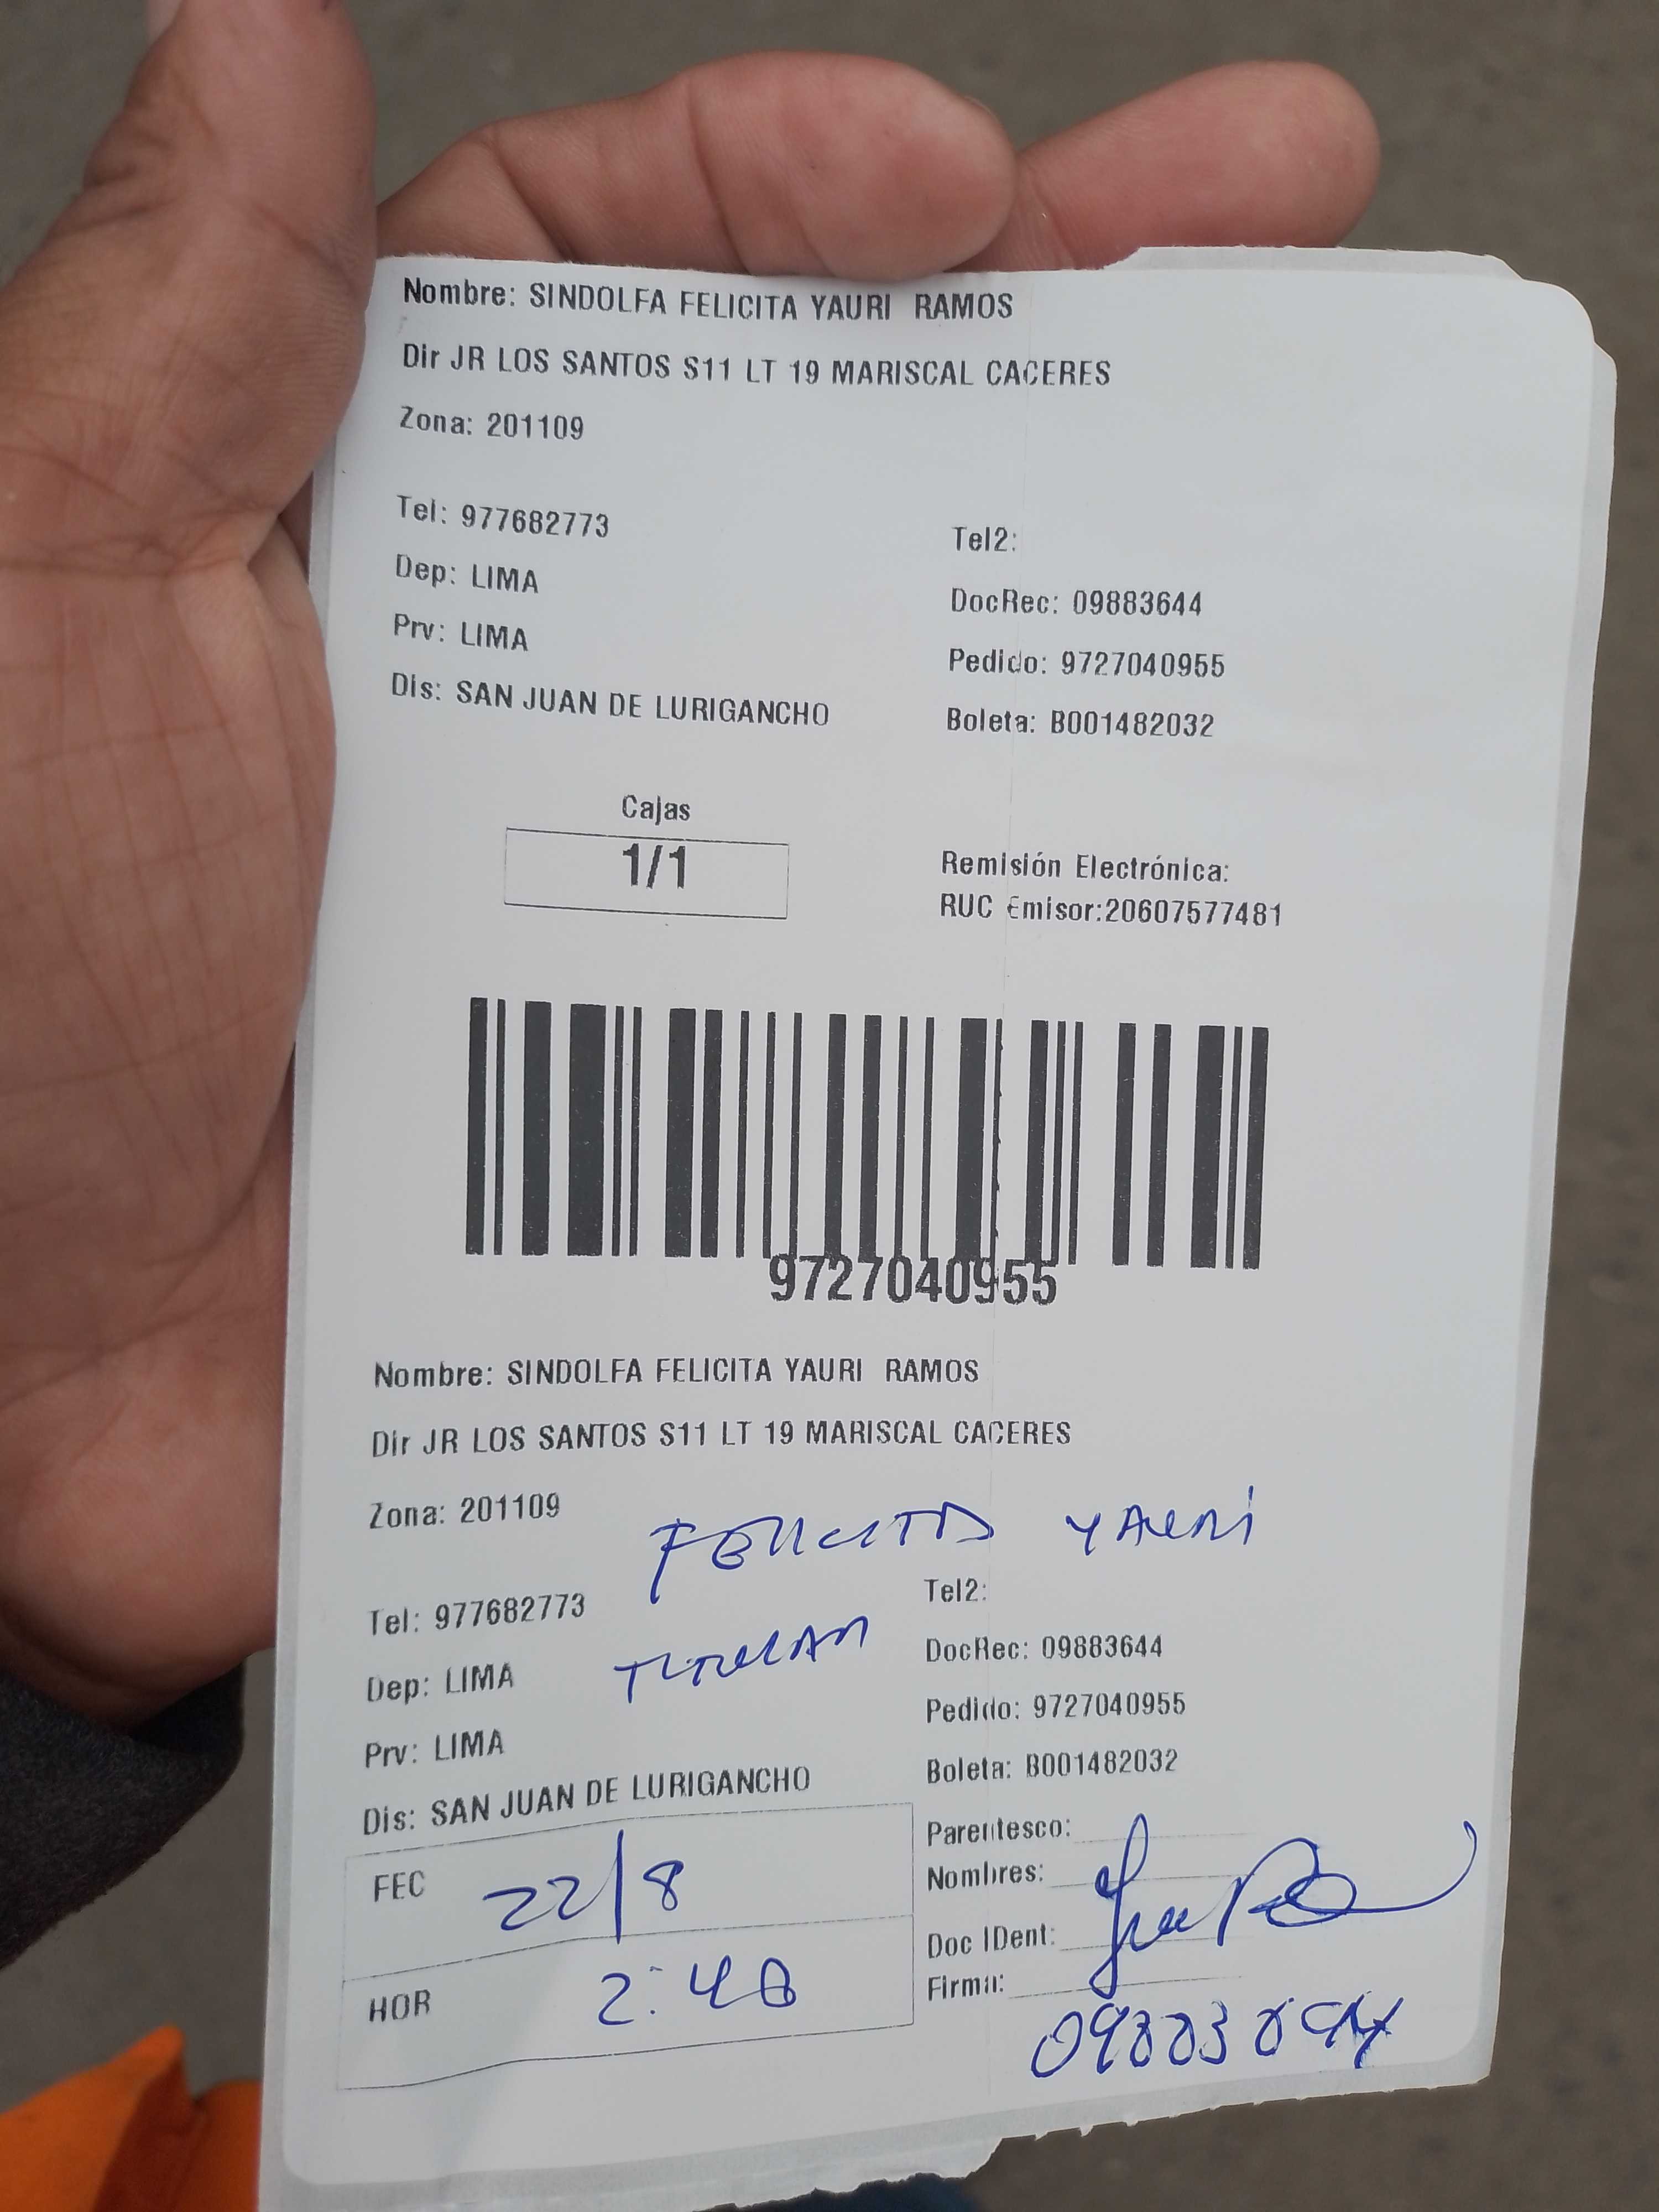 Nombre: SINDOLFA FELICITA YAURI RAMOS
Dir JR LOS SANTOS S11 LT 19 MARISCAL CACERES
Zona: 201109
Tel: 977682773
Tel2:
Dep: LIMA
DocRec: 09883644
Prv: LIMA
Pedido: 9727040955
Dis: SAN JUAN DE LURIGANCHO
Boleta: B001482032
Cajas
1/1
Remisión Electrónica:
RUC Emisor:20607577481
9727040955
Nombre: SINDOLFA FELICITA YAURI RAMOS
Dir JR LOS SANTOS S11 LT 19 MARISCAL CACERES
Zona: 201109
FELICITA YAURI
Tel: 977682773
Tel2:
TITULAR
Dep: LIMA
DocRec: 09883644
Prv: LIMA
Pedido: 9727040955
Dis: SAN JUAN DE LURIGANCHO
Boleta: B001482032
Parentesco:
FEC 22/8
Nombres:
Doc IDent:
HOR 2:48
Firma: